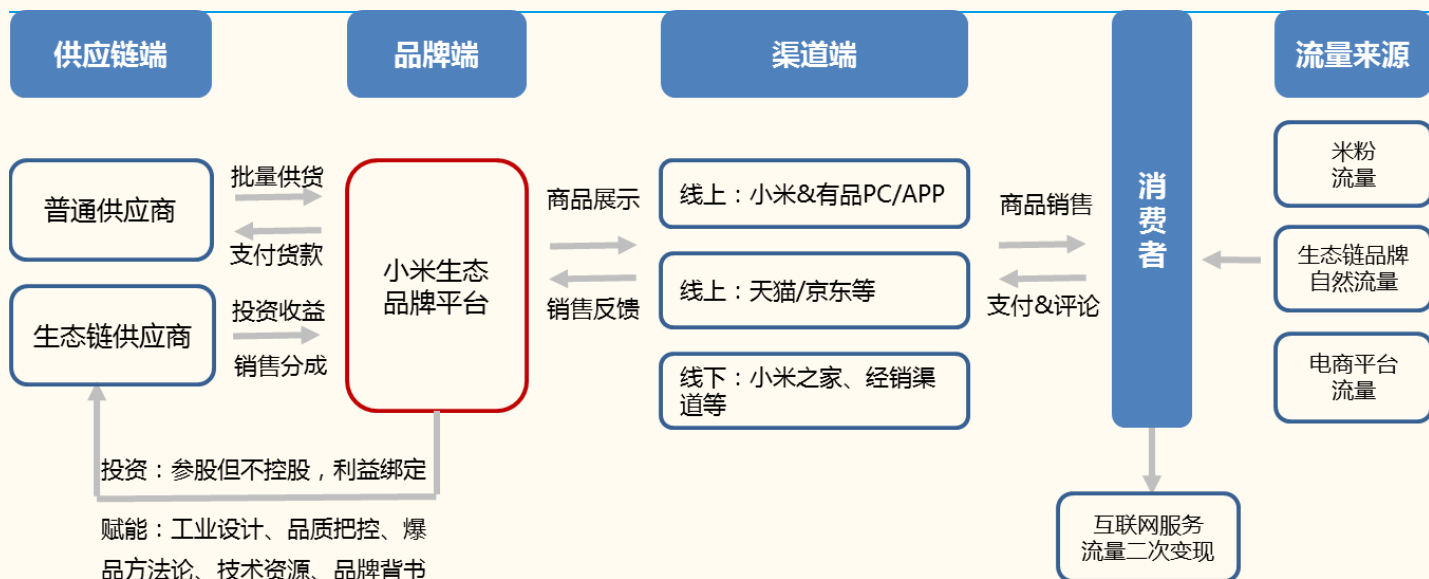 供应链端
品牌端
渠道端
流量来源
普通供应商
批量供货
支付货款
生态链供应商
投资收益
销售分成
小米生态
品牌平台
商品展示
销售反馈
线上：小米&有品PC/APP
线上：天猫/京东等
线下：小米之家、经销渠
道等
商品销售
支付&评论
消费者
米粉
流量
生态链品牌
自然流量
电商平台
流量
投资：参股但不控股，利益绑定
赋能：工业设计、品质把控、爆
品方法论、技术资源、品牌背书
互联网服务
流量二次变现